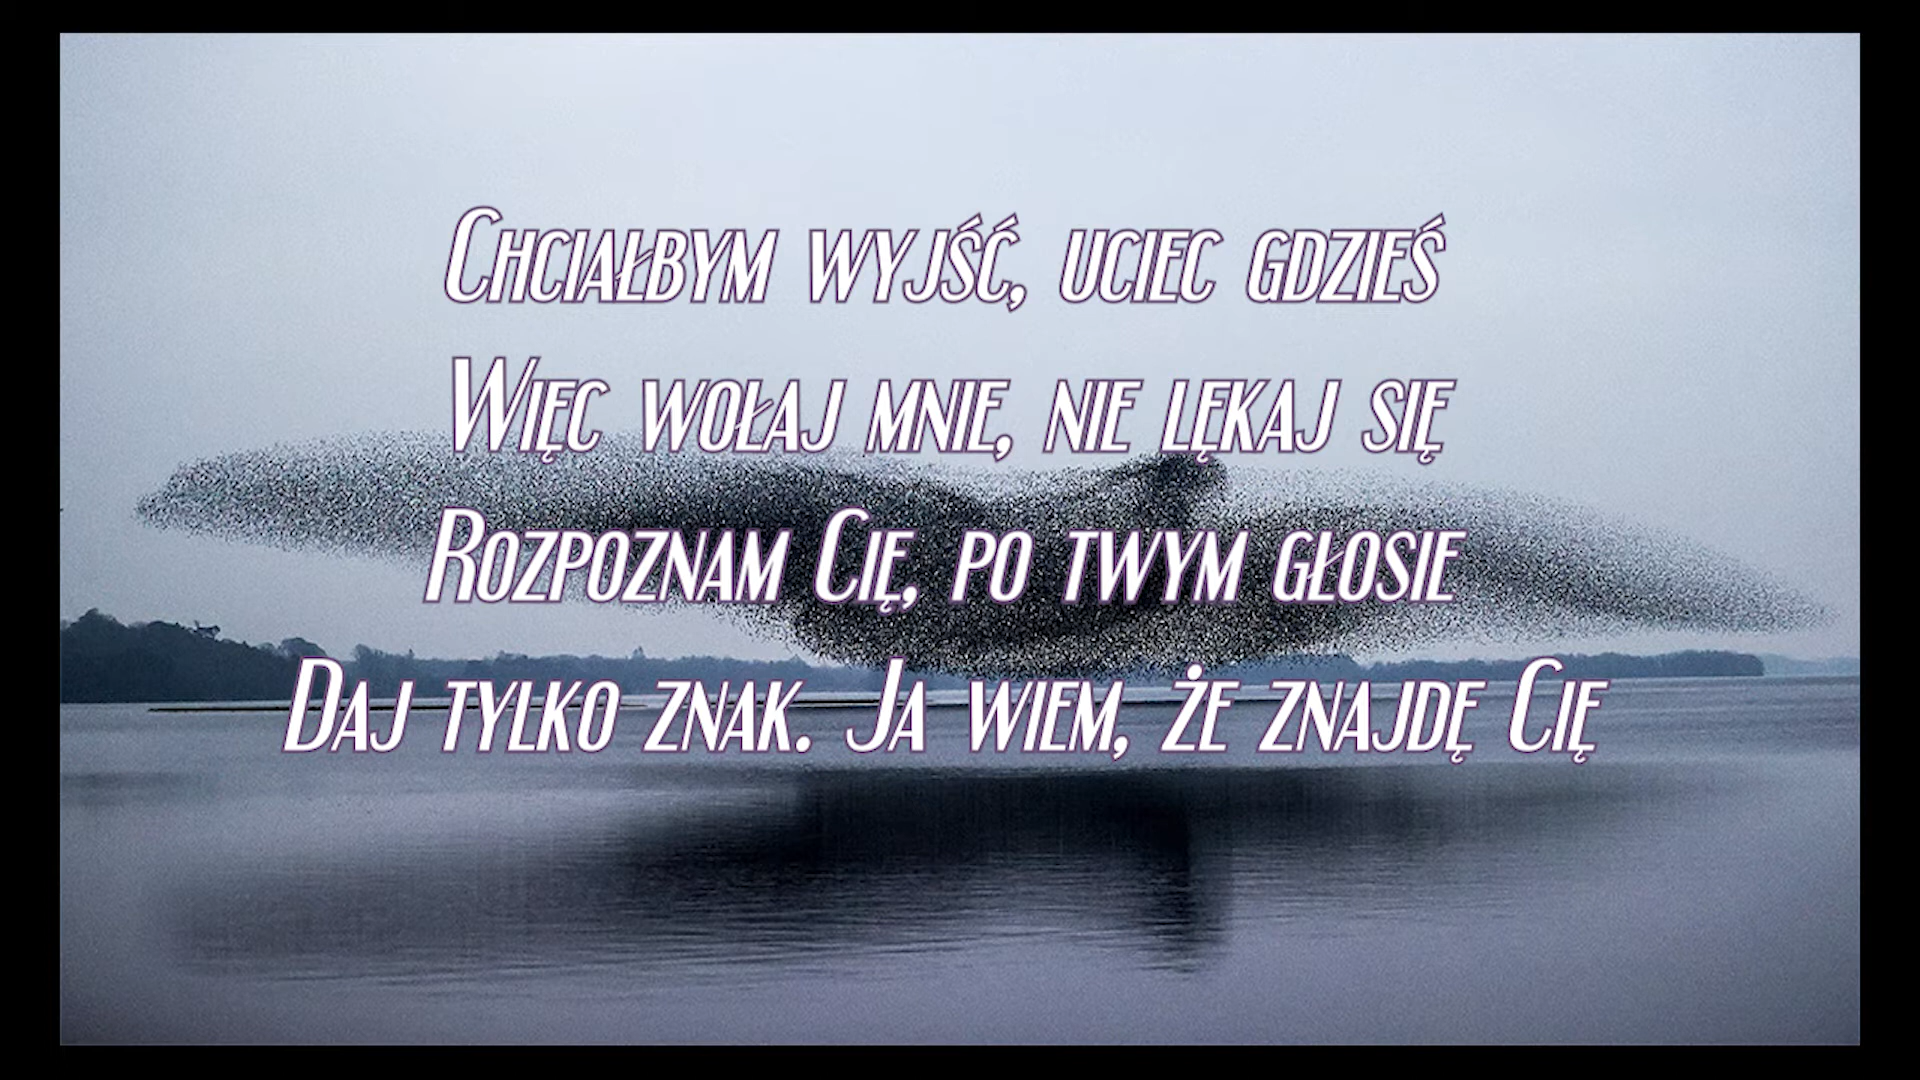 Chciałbym wyjść, uciec gdzieś
Więc wołaj mnie, nie lękaj się
Rozpoznam Cię, po twym głosie
Daj tylko znak. Ja wiem, że znajdę Cię